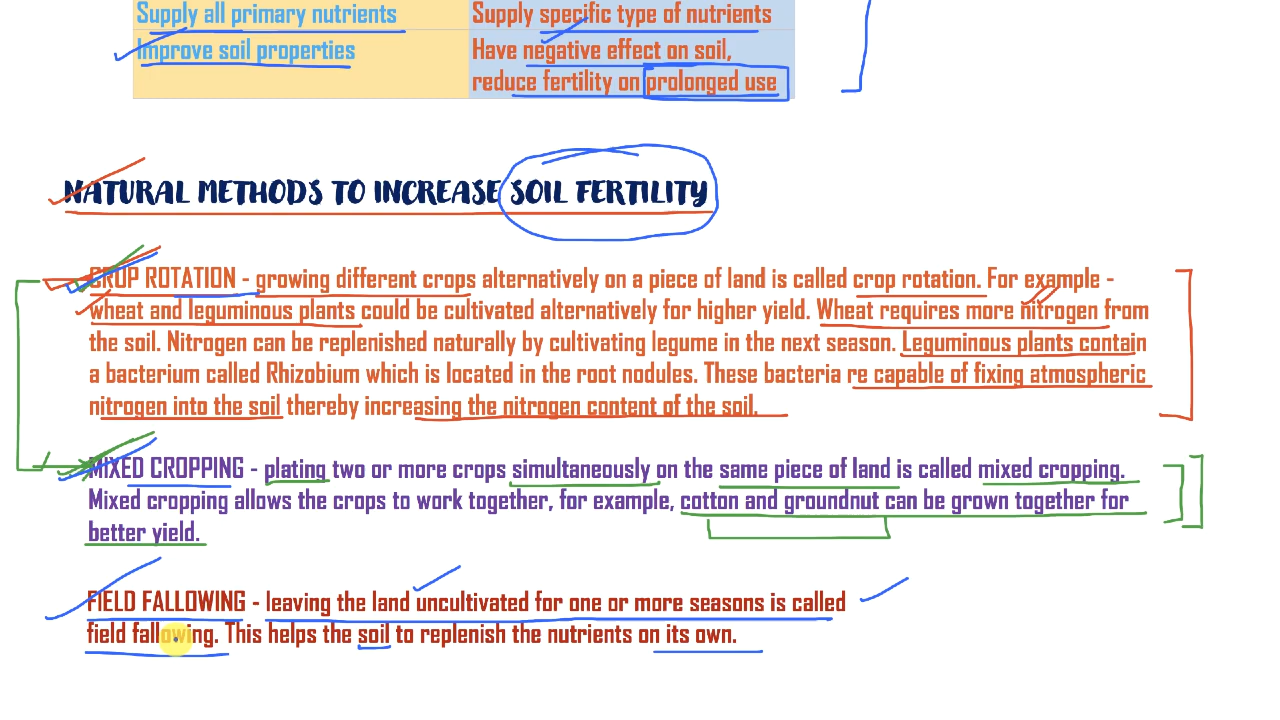 Supply all primary nutrients Supply specific type of nutrients
Improve soil properties Have negative effect on soil,
reduce fertility on prolonged use
NATURAL METHODS TO INCREASE SOIL FERTILITY
CROP ROTATION - growing different crops alternatively on a piece of land is called crop rotation. For example -
wheat and leguminous plants could be cultivated alternatively for higher yield. Wheat requires more nitrogen from
the soil. Nitrogen can be replenished naturally by cultivating legume in the next season. Leguminous plants contain
a bacterium called Rhizobium which is located in the root nodules. These bacteria re capable of fixing atmospheric
nitrogen into the soil thereby increasing the nitrogen content of the soil.
MIXED CROPPING - plating two or more crops simultaneously on the same piece of land is called mixed cropping.
Mixed cropping allows the crops to work together, for example, cotton and groundnut can be grown together for
better yield.
FIELD FALLOWING - leaving the land uncultivated for one or more seasons is called
field fallowing. This helps the soil to replenish the nutrients on its own.